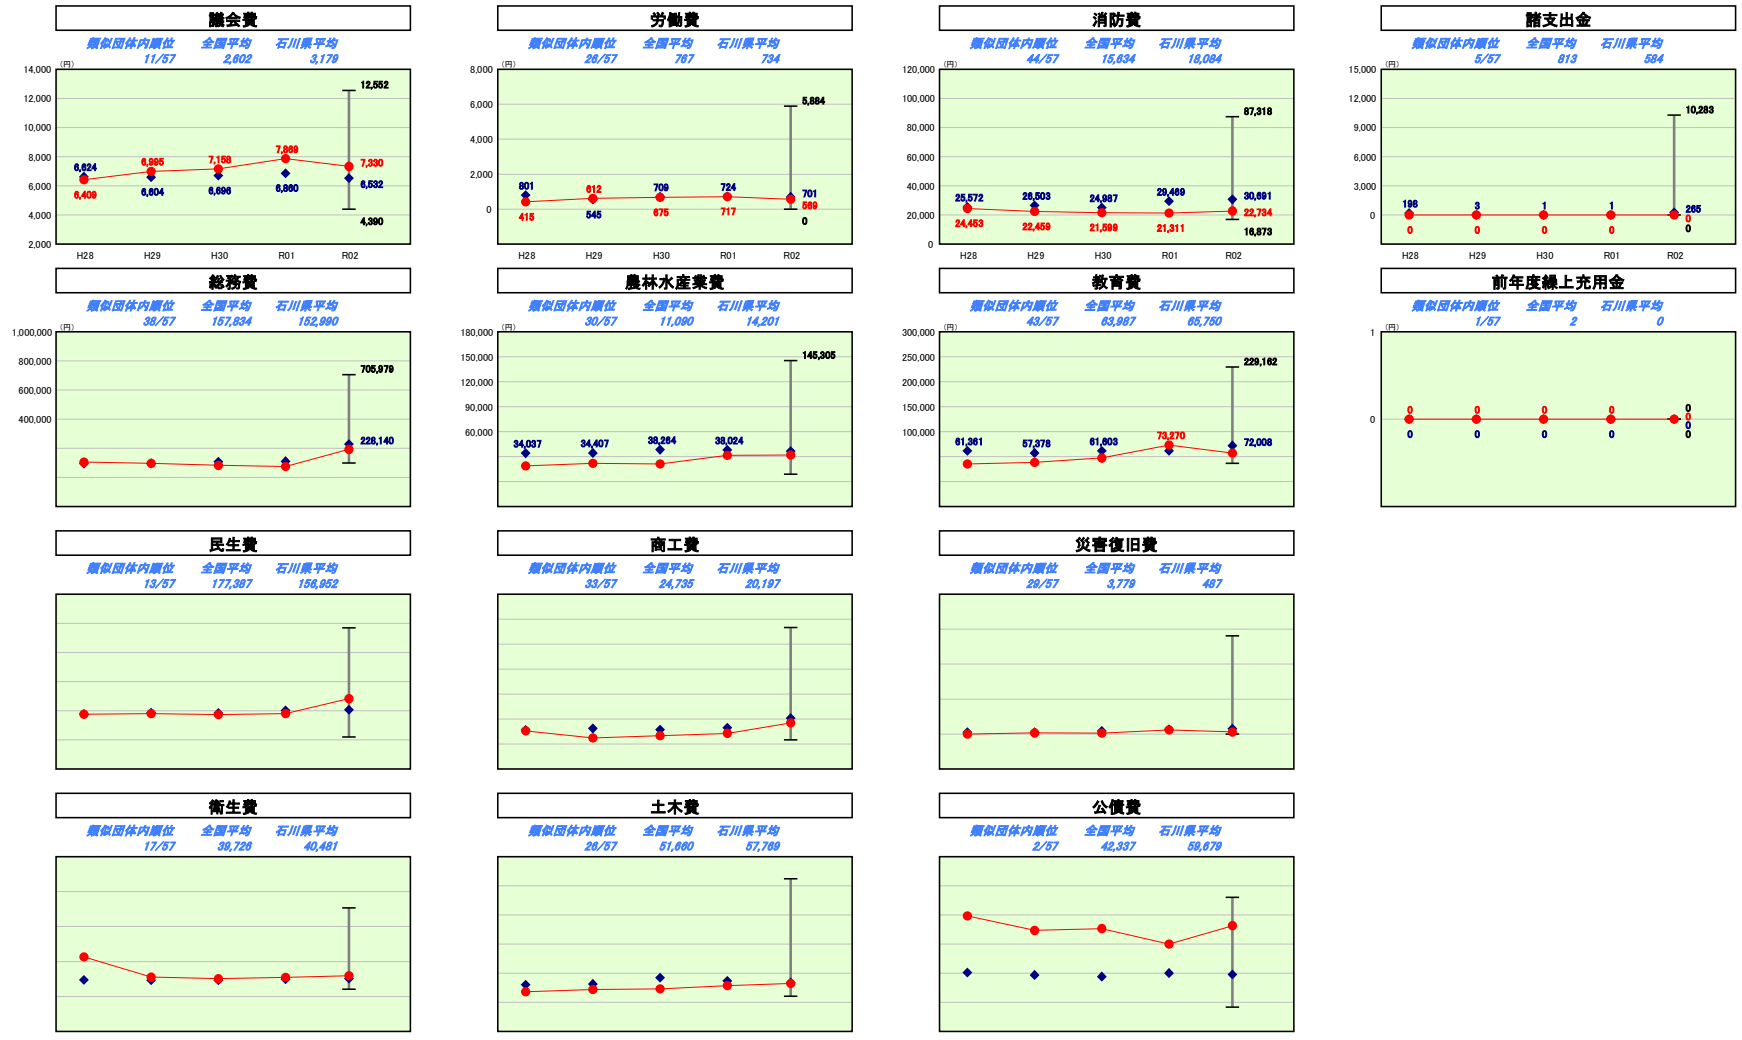 議会費
類似団体内順位 全国平均 石川県平均
11/57 2,602 3,179
(円)
14,000
12,000
10,000
8,000
6,000
4,000
2,000
12,552
6,624 6,995 7,158 7,869 7,330
6,409 6,604 6,696 6,860 6,532
4,390
H28 H29 H30 R01 R02
労働費
類似団体内順位 全国平均 石川県平均
26/57 767 734
(円)
8,000
6,000
4,000
2,000
0
5,884
801 612 709 724 701
415 545 675 717 569
0
H28 H29 H30 R01 R02
消防費
類似団体内順位 全国平均 石川県平均
44/57 15,634 18,084
(円)
120,000
100,000
80,000
60,000
40,000
20,000
0
87,318
25,572 26,503 24,987 29,469 30,691
24,453 22,459 21,599 21,311 22,734
16,873
H28 H29 H30 R01 R02
諸支出金
類似団体内順位 全国平均 石川県平均
5/57 813 584
(円)
15,000
12,000
9,000
6,000
3,000
0
10,283
198 3 1 1 265
0 0 0 0 0
0
H28 H29 H30 R01 R02
総務費
類似団体内順位 全国平均 石川県平均
38/57 157,834 152,990
(円)
1,000,000
800,000
600,000
400,000
705,979
228,140
農林水産業費
類似団体内順位 全国平均 石川県平均
30/57 11,090 14,201
(円)
180,000
150,000
120,000
90,000
60,000
145,305
34,037 34,407 38,264 38,024
教育費
類似団体内順位 全国平均 石川県平均
43/57 63,987 65,750
(円)
300,000
250,000
200,000
150,000
100,000
229,162
61,361 57,378 61,603 73,270 72,008
前年度繰上充用金
類似団体内順位 全国平均 石川県平均
1/57 2 0
(円)
1
0
0
0 0 0 0 0
0 0 0 0 0
0
民生費
類似団体内順位 全国平均 石川県平均
13/57 177,387 156,952
商工費
類似団体内順位 全国平均 石川県平均
33/57 24,735 20,197
災害復旧費
類似団体内順位 全国平均 石川県平均
29/57 3,779 487
衛生費
類似団体内順位 全国平均 石川県平均
17/57 39,726 40,481
土木費
類似団体内順位 全国平均 石川県平均
26/57 51,660 57,769
公債費
類似団体内順位 全国平均 石川県平均
2/57 42,337 59,679